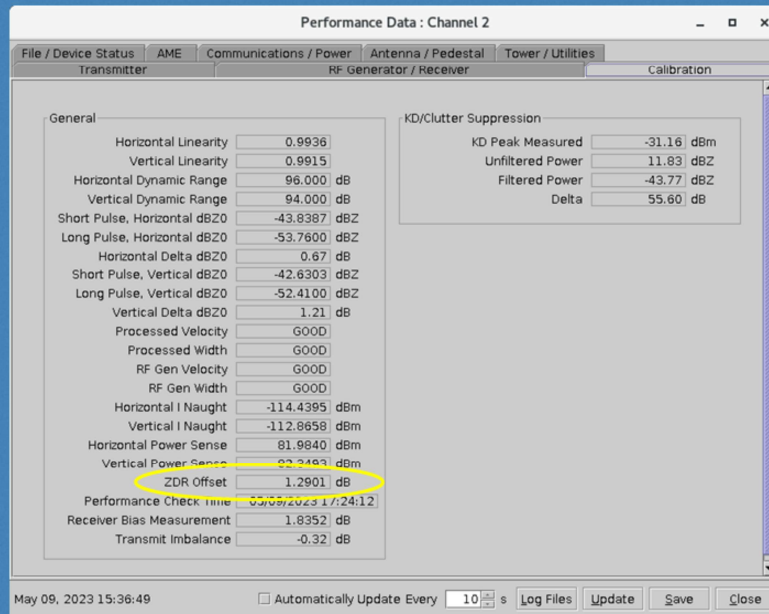 Performance Data : Channel 2
File / Device Status AME Communications / Power Antenna / Pedestal Tower / Utilities
Transmitter RF Generator / Receiver Calibration
General
Horizontal Linearity 0.9936
Vertical Linearity 0.9915
Horizontal Dynamic Range 96.000 dB
Vertical Dynamic Range 94.000 dB
Short Pulse, Horizontal dBZ0 -43.8387 dBZ
Long Pulse, Horizontal dBZ0 -53.7600 dBZ
Horizontal Delta dBZ0 0.67 dB
Short Pulse, Vertical dBZ0 -42.6303 dBZ
Long Pulse, Vertical dBZ0 -52.4100 dBZ
Vertical Delta dBZ0 1.21 dB
Processed Velocity GOOD
Processed Width GOOD
RF Gen Velocity GOOD
RF Gen Width GOOD
Horizontal I Naught -114.4395 dBm
Vertical I Naught -112.8658 dBm
Horizontal Power Sense 81.9840 dBm
Vertical Power Sense 82.3493 dBm
ZDR Offset 1.2901 dB
Performance Check Time 05/09/2023 17:24:12
Receiver Bias Measurement 1.8352 dB
Transmit Imbalance -0.32 dB
KD/Clutter Suppression
KD Peak Measured -31.16 dBm
Unfiltered Power 11.83 dBZ
Filtered Power -43.77 dBZ
Delta 55.60 dB
May 09, 2023 15:36:49 Automatically Update Every 10 s Log Files Update Save Close